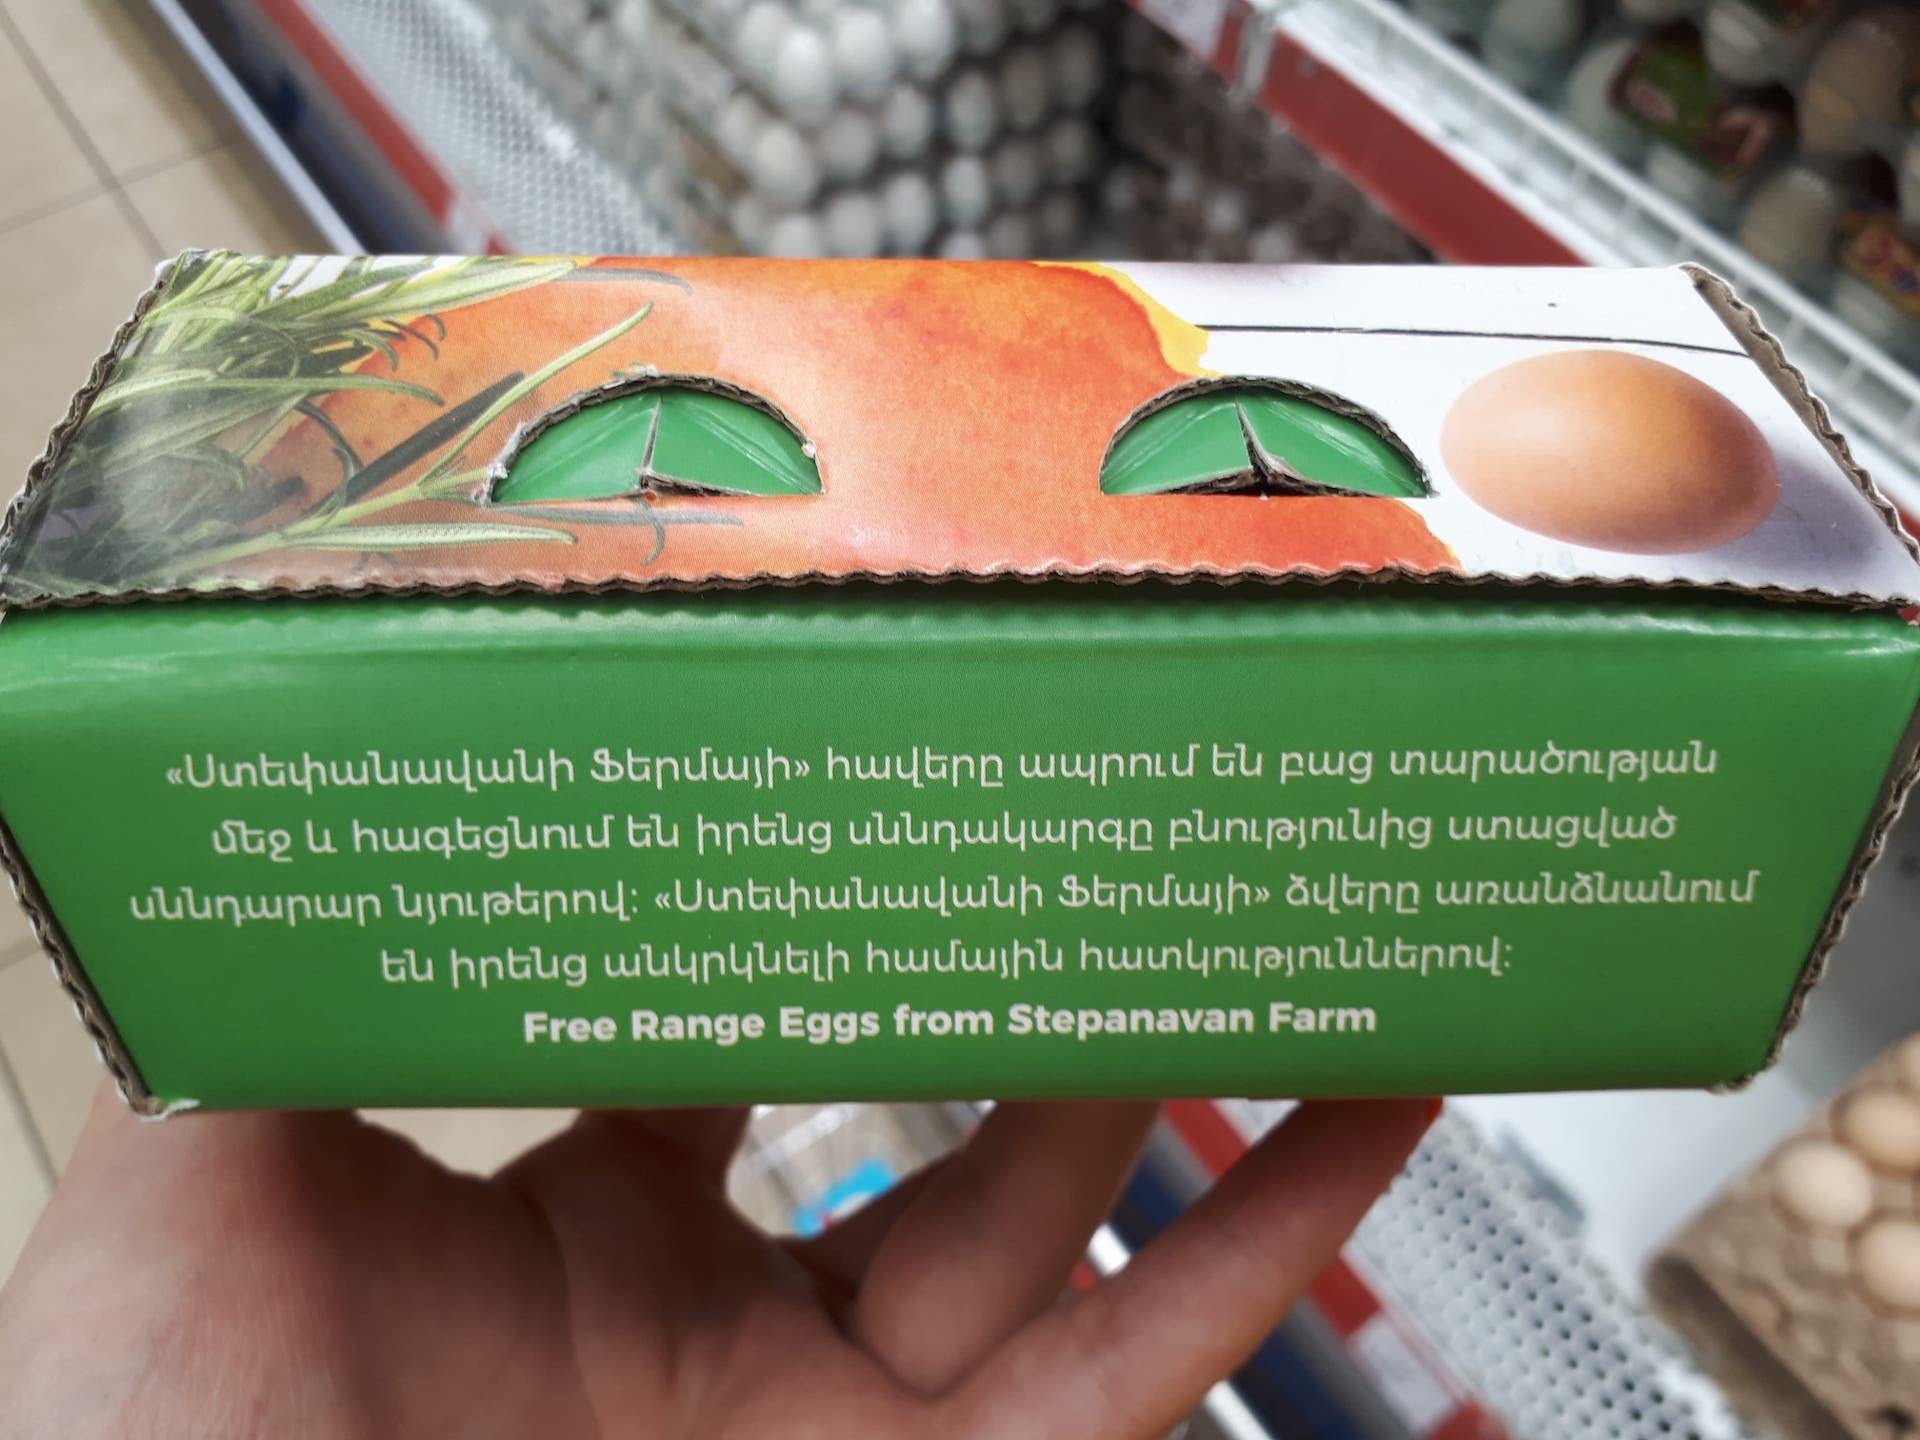 «Ստեփանավանի Ֆերմայի» հավերը ապրում են բաց տարածության
մեջ և հագեցնում են իրենց սննդակարգը բնությունից ստացված
սննդարար նյութերով: «Ստեփանավանի Ֆերմայի» ձվերը առանձնանում
են իրենց անկրկնելի համային հատկություններով:
Free Range Eggs from Stepanavan Farm